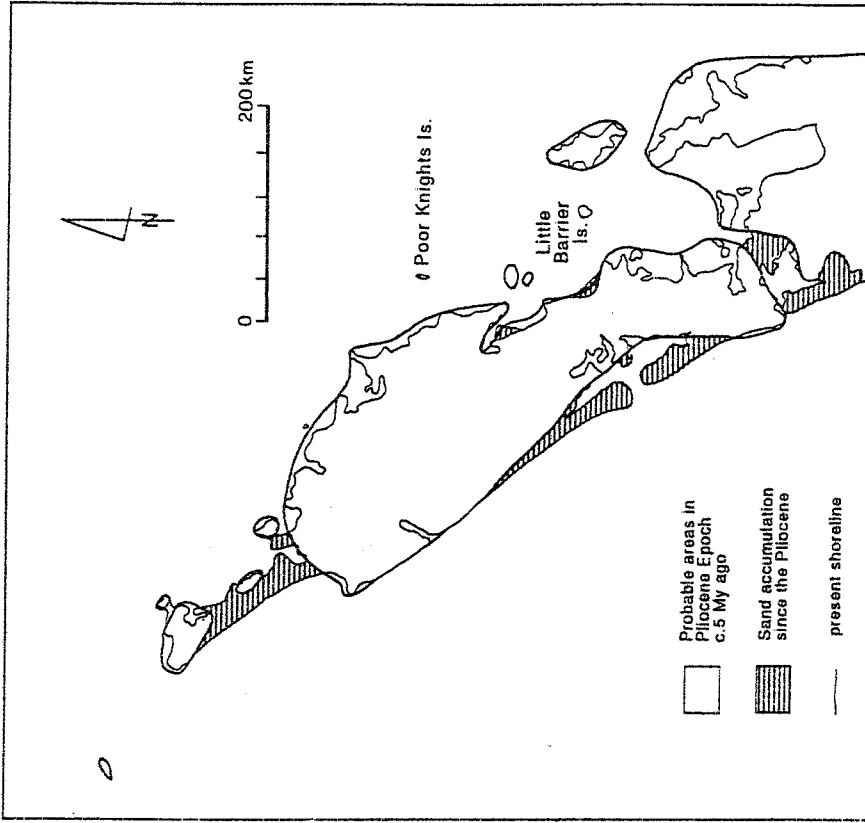 N
0 200 km
Poor Knights Is.
Little
Barrier
Is.
Probable areas in
Pliocene Epoch
c.5 My ago
Sand accumulation
since the Pliocene
present shoreline